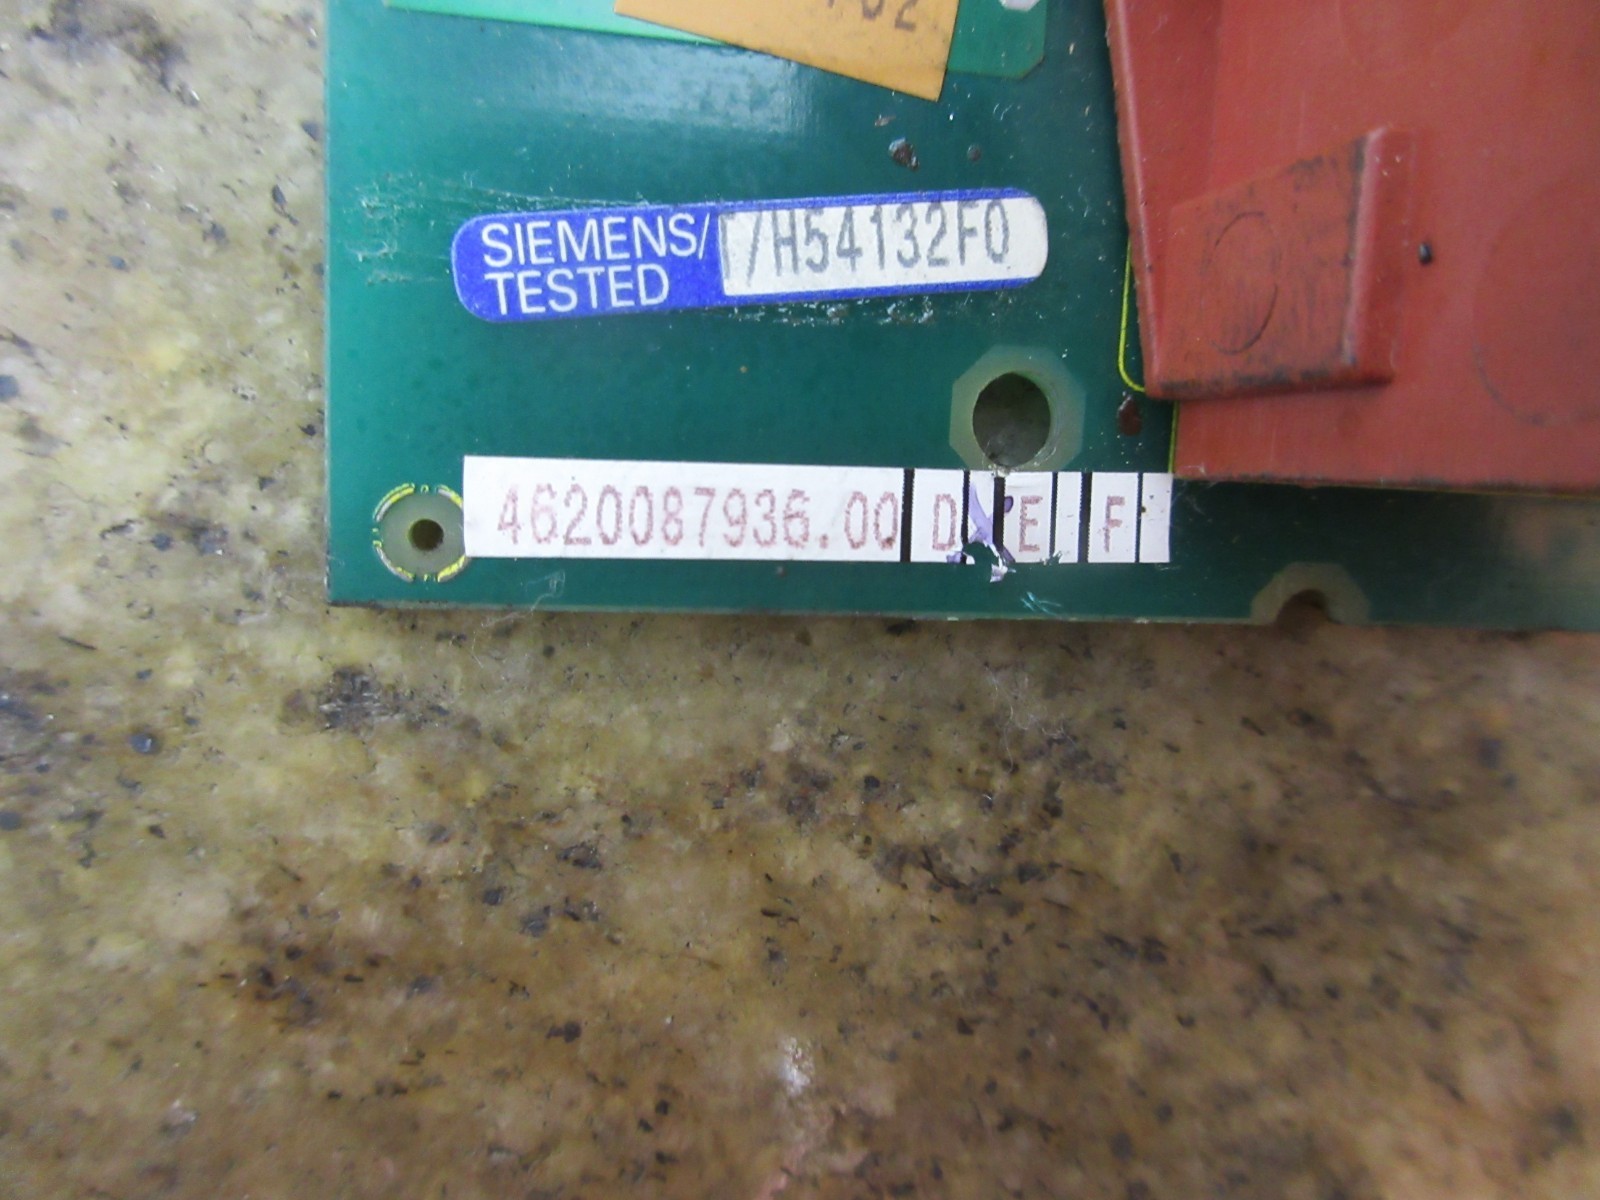 SIEMENS/
TESTED
/H54132F0
4620087936.00 D E F